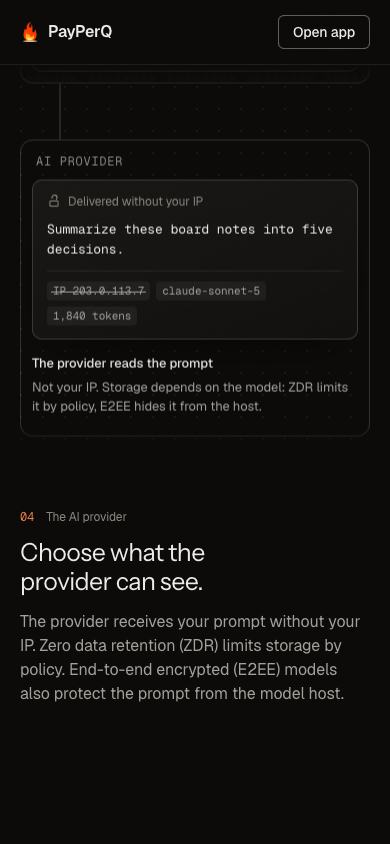 PayPerQ
Open app
AI PROVIDER
Delivered without your IP
Summarize these board notes into five
decisions.
IP 203.0.113.7
claude-sonnet-5
1,840 tokens
The provider reads the prompt
Not your IP. Storage depends on the model: ZDR limits
it by policy, E2EE hides it from the host.
04 The AI provider
Choose what the
provider can see.
The provider receives your prompt without your
IP. Zero data retention (ZDR) limits storage by
policy. End-to-end encrypted (E2EE) models
also protect the prompt from the model host.